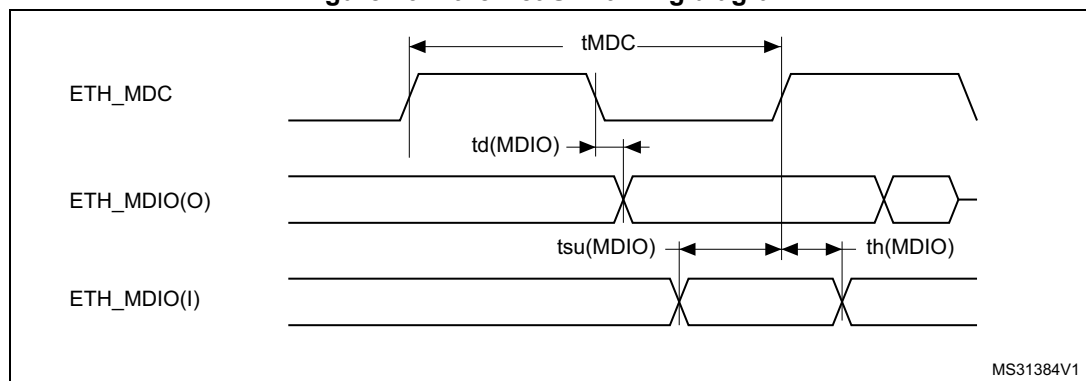 tMDC
ETH_MDC
td(MDIO)
ETH_MDIO(O)
tsu(MDIO)
th(MDIO)
ETH_MDIO(I)
MS31384V1